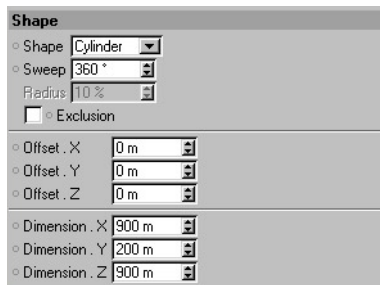 Shape
Shape Cylinder
Sweep 360 °
Radius 10 %
Exclusion
Offset . X 0 m
Offset . Y 0 m
Offset . Z 0 m
Dimension . X 900 m
Dimension . Y 200 m
Dimension . Z 900 m